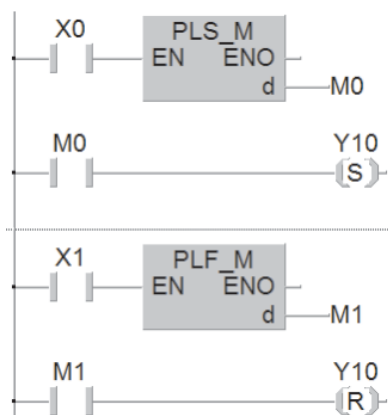 X0 PLS_M
EN ENO
d M0
M0 Y10
S
X1 PLF_M
EN ENO
d M1
M1 Y10
R